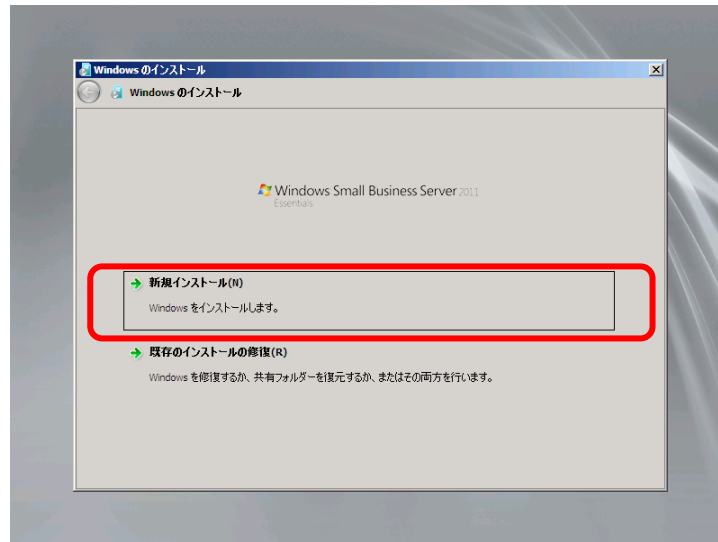 Windows のインストール
Windows のインストール
Windows Small Business Server 2011
Essentials
新規インストール(N)
Windows をインストールします。
既存のインストールの修復(R)
Windows を修復するか、共有フォルダーを復元するか、またはその両方を行います。